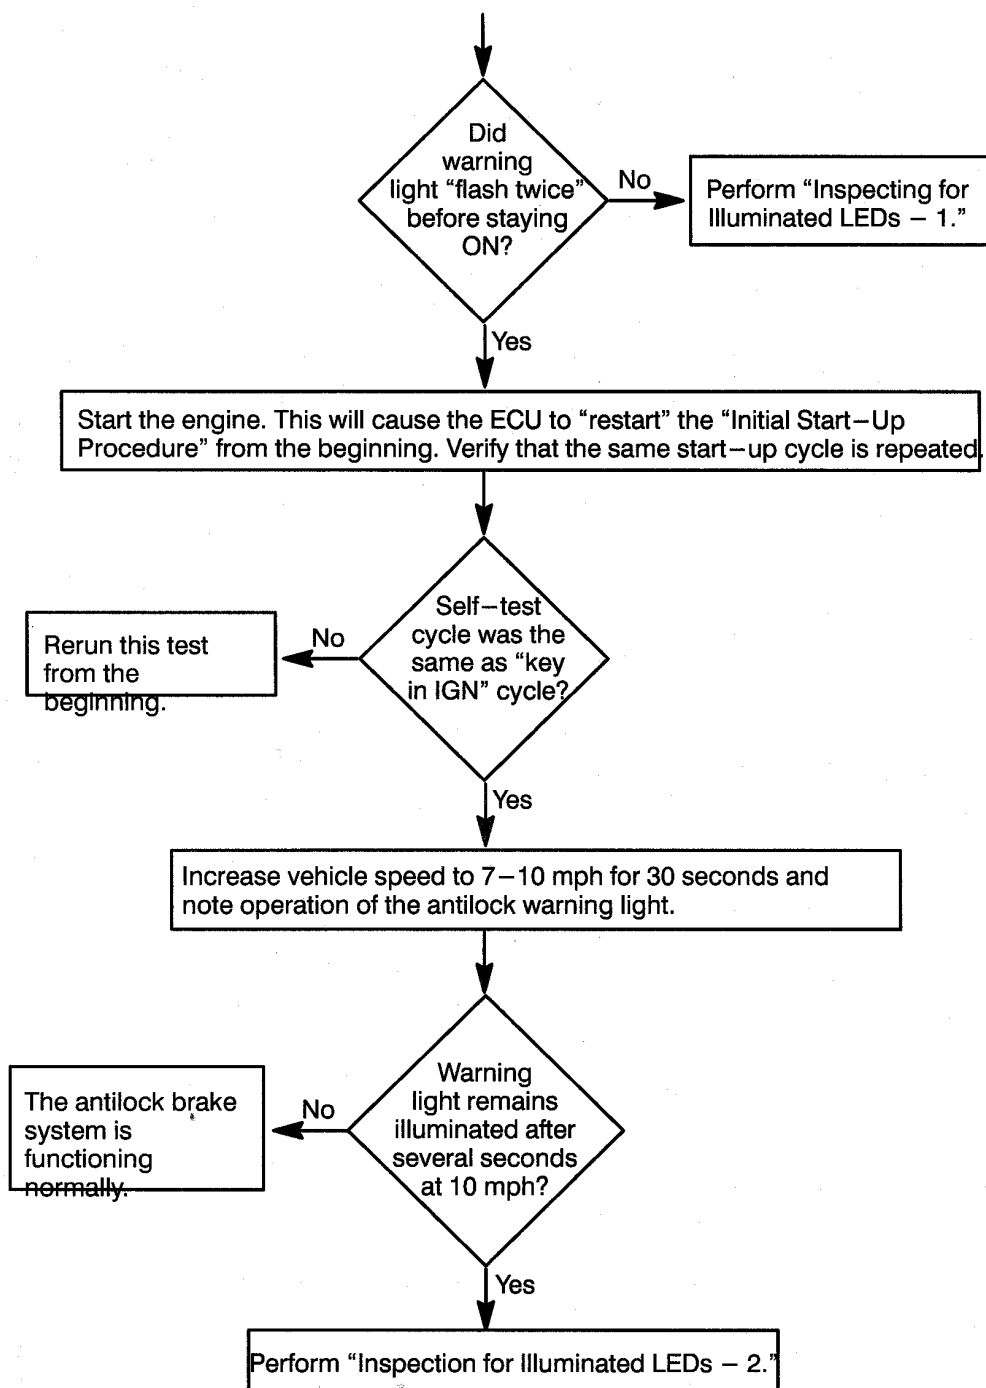 Did
warning
light “flash twice”
before staying
ON?
No
Perform “Inspecting for
Illuminated LEDs – 1.”
Yes
Start the engine. This will cause the ECU to “restart” the “Initial Start–Up
Procedure” from the beginning. Verify that the same start–up cycle is repeated.
Self–test
cycle was the
same as “key
in IGN” cycle?
No
Rerun this test
from the
beginning.
Yes
Increase vehicle speed to 7–10 mph for 30 seconds and
note operation of the antilock warning light.
Warning
light remains
illuminated after
several seconds
at 10 mph?
No
The antilock brake
system is
functioning
normally.
Yes
Perform “Inspection for Illuminated LEDs – 2.”